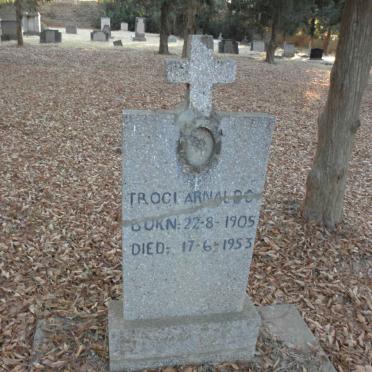 TROCI ARNALDO
BORN: 22-8-1905
DIED: 17-6-1953